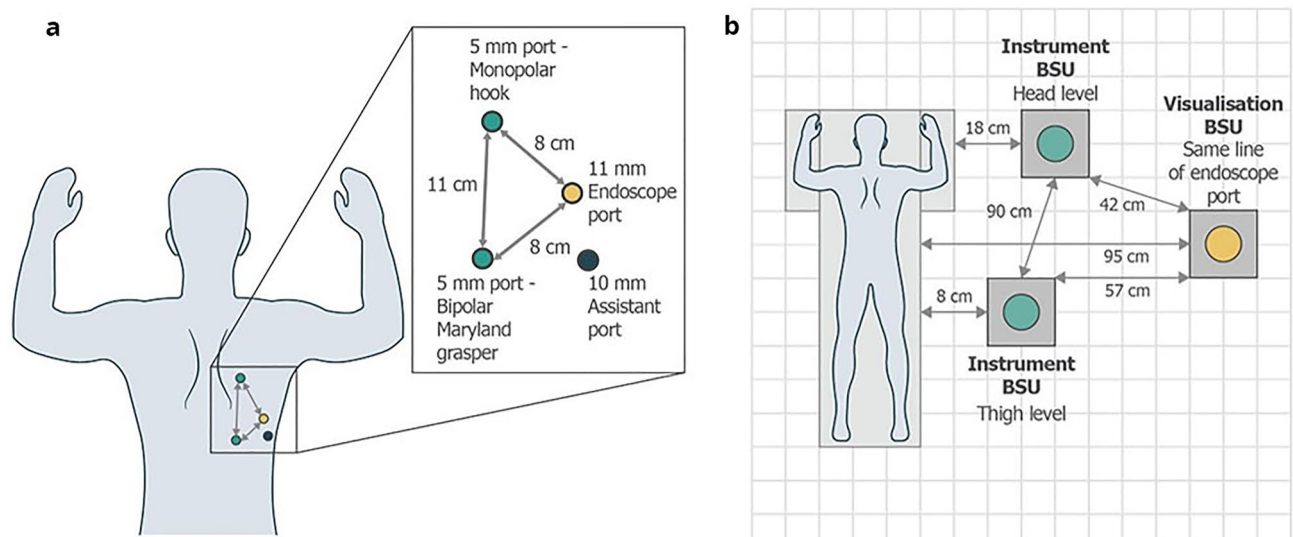 a
5 mm port -
Monopolar
hook
8 cm
11 cm
11 mm
Endoscope
port
8 cm
5 mm port -
Bipolar
Maryland
grasper
10 mm
Assistant
port
b
Instrument
BSU
Head level
Visualisation
BSU
Same line
of endoscope
port
18 cm
90 cm
42 cm
95 cm
57 cm
8 cm
Instrument
BSU
Thigh level